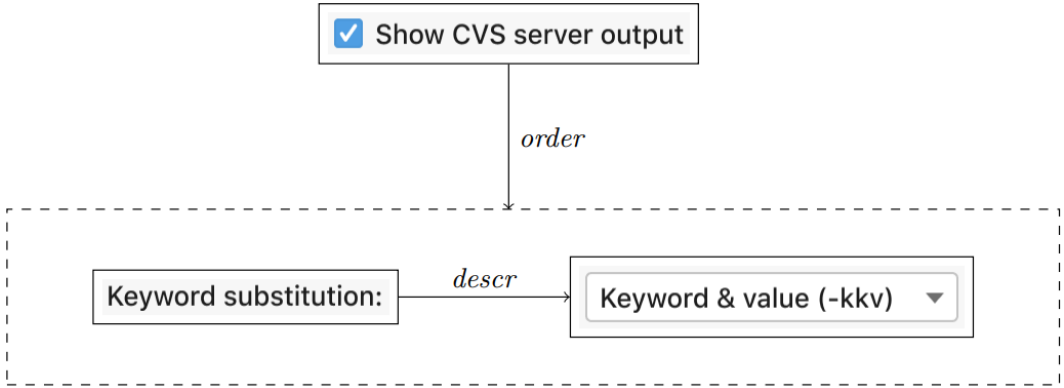 Show CVS server output
order
Keyword substitution:
descr
Keyword & value (-kkv)